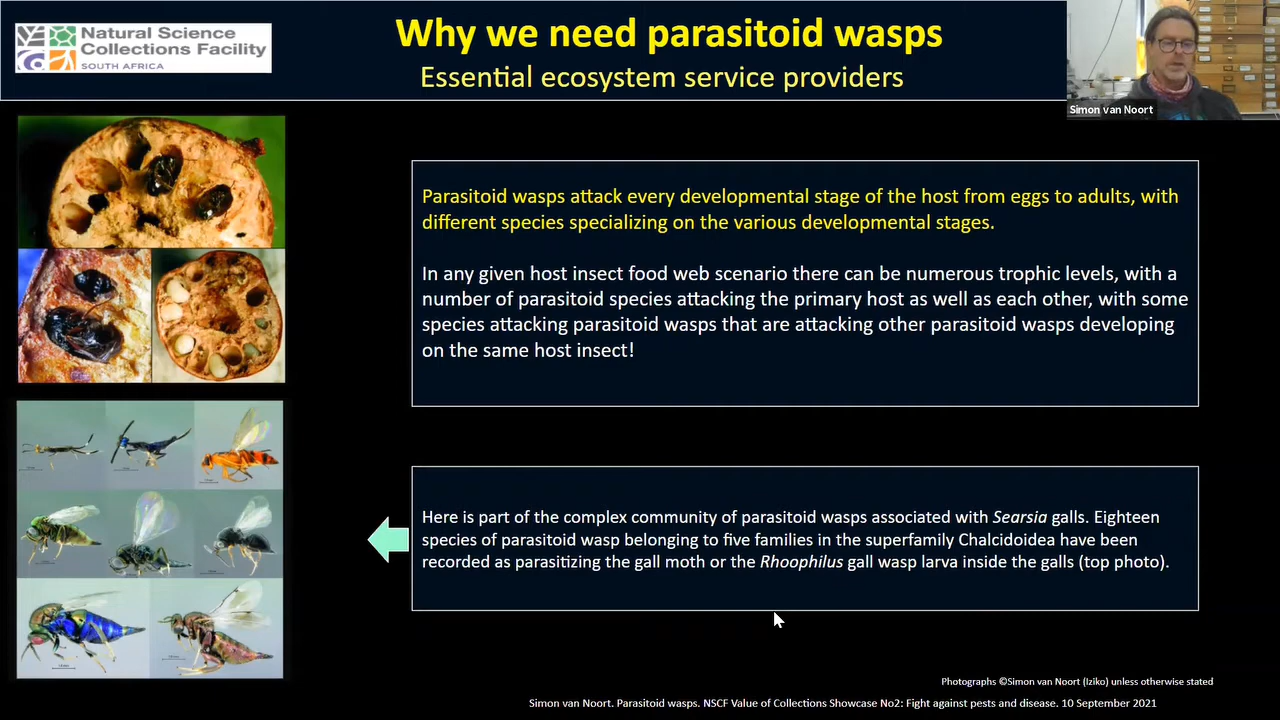 Natural Science
Collections Facility
SOUTH AFRICA
Why we need parasitoid wasps
Essential ecosystem service providers
Simon van Noort
Parasitoid wasps attack every developmental stage of the host from eggs to adults, with
different species specializing on the various developmental stages.
In any given host insect food web scenario there can be numerous trophic levels, with a
number of parasitoid species attacking the primary host as well as each other, with some
species attacking parasitoid wasps that are attacking other parasitoid wasps developing
on the same host insect!
Here is part of the complex community of parasitoid wasps associated with Searsia galls. Eighteen
species of parasitoid wasp belonging to five families in the superfamily Chalcidoidea have been
recorded as parasitizing the gall moth or the Rhoophilus gall wasp larva inside the galls (top photo).
Photographs ©Simon van Noort (Iziko) unless otherwise stated
Simon van Noort. Parasitoid wasps. NSCF Value of Collections Showcase No2: Fight against pests and disease. 10 September 2021